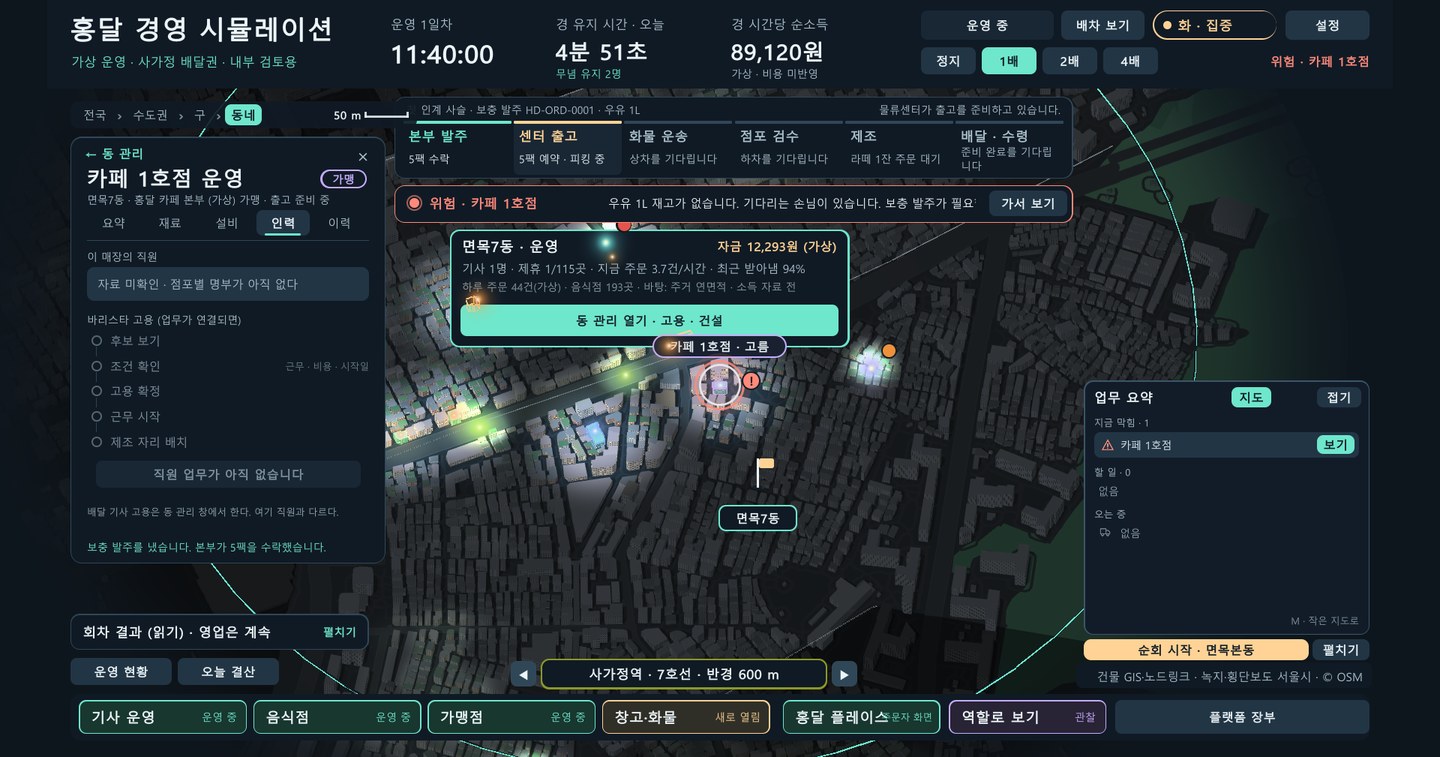 홍달 경영 시뮬레이션
가상 운영 · 사가정 배달권 · 내부 검토용
운영 1일차
11:40:00
경 유지 시간 · 오늘
4분 51초
무냄 유지 2명
경 시간당 순소득
89,120원
가상 · 비용 미반영
운영 중
배차 보기
화 · 집중
설정
정지
1배
2배
4배
위험 · 카페 1호점
전국 › 수도권 › 구 › 동네
50 m
← 동 관리
카페 1호점 운영
가맹
면목7동 · 홍달 카페 본부 (가상) 가맹 · 출고 준비 중
요약
재료
설비
인력
이력
이 매장의 직원
자료 미확인 · 점포별 명부가 아직 없다
바리스타 고용 (업무가 연결되면)
후보 보기
조건 확인
근무 · 비용 · 시작일
고용 확정
근무 시작
제조 자리 배치
직원 업무가 아직 없습니다
배달 기사 고용은 동 관리 창에서 한다. 여기 직원과 다르다.
보충 발주를 냈습니다. 본부가 5팩을 수락했습니다.
인계 사슬 · 보충 발주 HD-ORD-0001 · 우유 1L
물류센터가 출고를 준비하고 있습니다.
본부 발주
5팩 수락
센터 출고
5팩 예약 · 피킹 중
화물 운송
상차를 기다립니다
점포 검수
하차를 기다립니다
제조
라떼 1잔 주문 대기
배달 · 수령
준비 완료를 기다립
니다
위험 · 카페 1호점
우유 1L 재고가 없습니다. 기다리는 손님이 있습니다. 보충 발주가 필요
가서 보기
면목7동 · 운영
자금 12,293원 (가상)
기사 1명 · 제휴 1/115곳 · 지금 주문 3.7건/시간 · 최근 받아냄 94%
하루 주문 44건(가상) · 음식점 193곳 · 바탕: 주거 연면적 · 소득 자료 전
동 관리 열기 · 고용 · 건설
카페 1호점 · 고름
!
면목7동
업무 요약
지도
접기
지금 막힘 · 1
카페 1호점
보기
할 일 · 0
없음
오는 중
없음
M · 작은 지도로
순회 시작 · 면목본동
펼치기
건물 GIS·노드링크 · 녹지·횡단보도 서울시 · © OSM
회차 결과 (읽기) · 영업은 계속
펼치기
운영 현황
오늘 결산
◀
사가정역 · 7호선 · 반경 600 m
▶
기사 운영
운영 중
음식점
운영 중
가맹점
운영 중
창고·화물
새로 열림
홍달 플레이스
주문자 화면
역할로 보기
관찰
플랫폼 장부